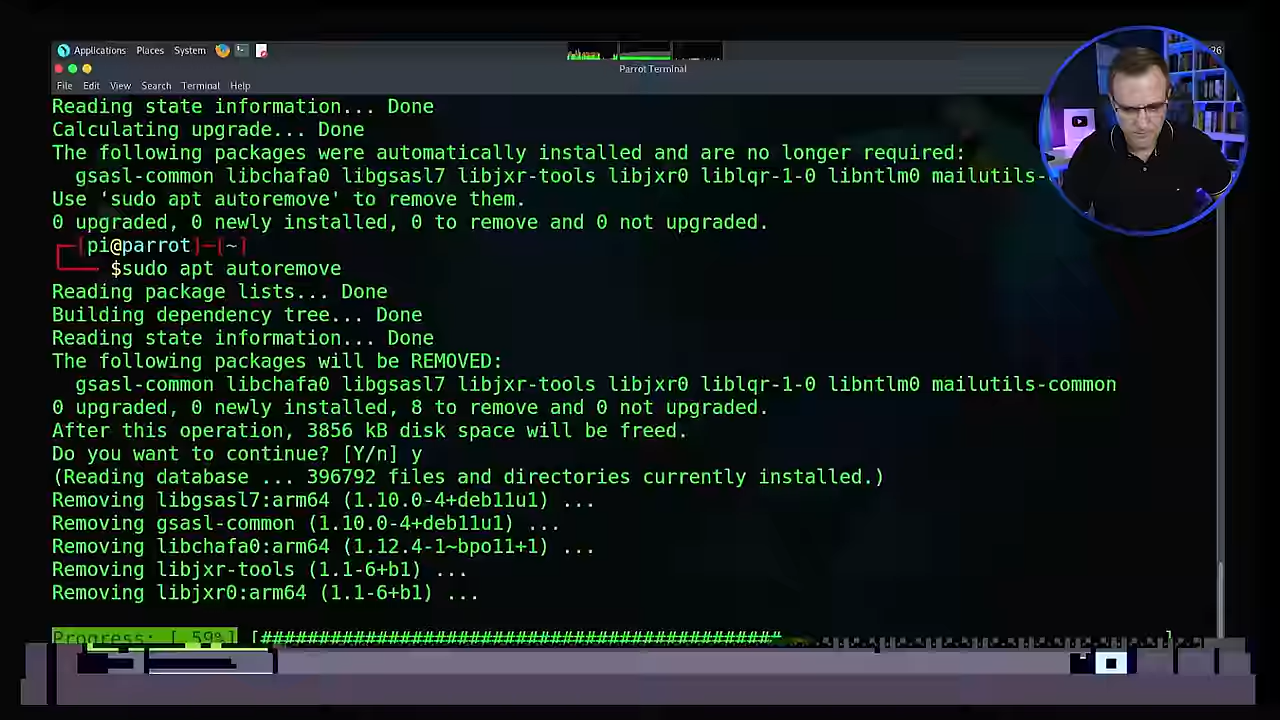 Applications Places System
Parrot Terminal
File Edit View Search Terminal Help
Reading state information... Done
Calculating upgrade... Done
The following packages were automatically installed and are no longer required:
gsasl-common libchafa0 libgsasl7 libjxr-tools libjxr0 liblqr-1-0 libntlm0 mailutils-
Use ‘sudo apt autoremove' to remove them.
0 upgraded, 0 newly installed, 0 to remove and 0 not upgraded.
┌─[pi@parrot]─[~]
└── $sudo apt autoremove
Reading package lists... Done
Building dependency tree... Done
Reading state information... Done
The following packages will be REMOVED:
gsasl-common libchafa0 libgsasl7 libjxr-tools libjxr0 liblqr-1-0 libntlm0 mailutils-common
0 upgraded, 0 newly installed, 8 to remove and 0 not upgraded.
After this operation, 3856 kB disk space will be freed.
Do you want to continue? [Y/n] y
(Reading database ... 396792 files and directories currently installed.)
Removing libgsasl7:arm64 (1.10.0-4+deb11u1) ...
Removing gsasl-common (1.10.0-4+deb11u1) ...
Removing libchafa0:arm64 (1.12.4-1~bpo11+1) ...
Removing libjxr-tools (1.1-6+b1) ...
Removing libjxr0:arm64 (1.1-6+b1) ...
Progress: [ 59%] [############################################ ]